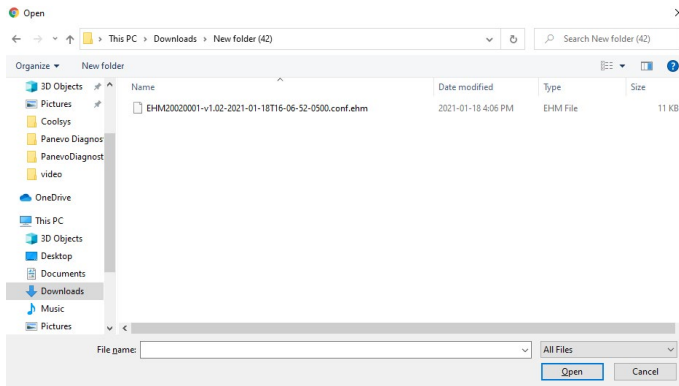 Open
This PC > Downloads > New folder (42)
Search New folder (42)
Organize
New folder
3D Objects
Pictures
Coolsys
Panevo Diagnos
PanevoDiagnost
video
OneDrive
This PC
3D Objects
Desktop
Documents
Downloads
Music
Pictures
Name
Date modified
Type
Size
EHM20020001-v1.02-2021-01-18T16-06-52-0500.conf.ehm
2021-01-18 4:06 PM
EHM File
11 KB
File name:
All Files
Open
Cancel